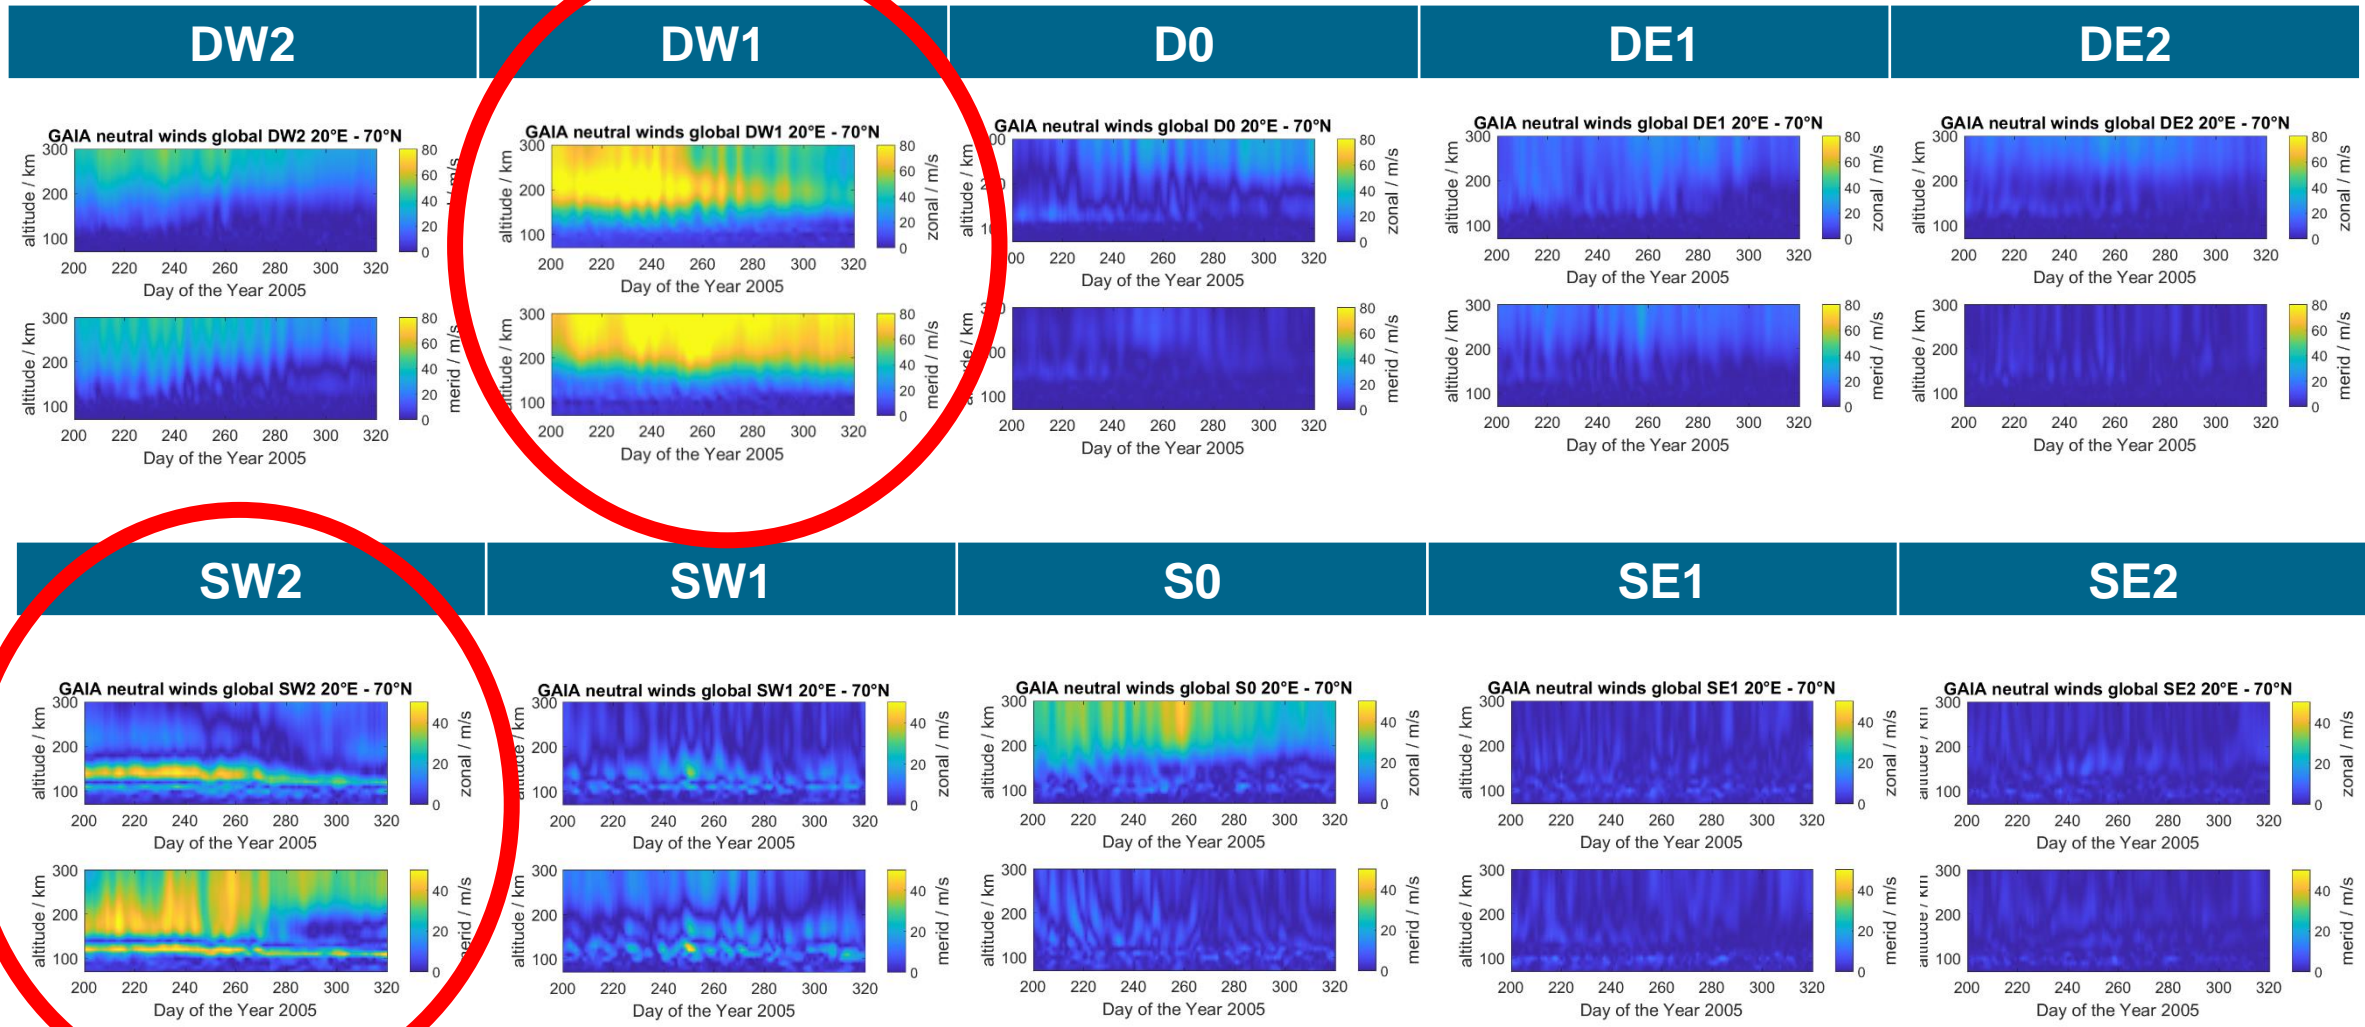 DW2 DW1 D0 DE1 DE2
GAIA neutral winds global DW2 20°E - 70°N
altitude / km
300
200
100
200 220 240 260 280 300 320
Day of the Year 2005
80
60
40
20
0
altitude / km
300
200
100
200 220 240 260 280 300 320
Day of the Year 2005
80
60
40
20
0
merid / m/s
GAIA neutral winds global DW1 20°E - 70°N
altitude / km
300
200
100
200 220 240 260 280 300 320
Day of the Year 2005
80
60
40
20
0
zonal / m/s
altitude / km
300
200
100
200 220 240 260 280 300 320
Day of the Year 2005
80
60
40
20
0
merid / m/s
GAIA neutral winds global D0 20°E - 70°N
altitude / km
220 240 260 280 300 320
Day of the Year 2005
80
60
40
20
0
zonal / m/s
100
200 220 240 260 280 300 320
Day of the Year 2005
80
60
40
20
0
merid / m/s
GAIA neutral winds global DE1 20°E - 70°N
altitude / km
300
200
100
200 220 240 260 280 300 320
Day of the Year 2005
80
60
40
20
0
zonal / m/s
altitude / km
300
200
100
200 220 240 260 280 300 320
Day of the Year 2005
80
60
40
20
0
merid / m/s
GAIA neutral winds global DE2 20°E - 70°N
altitude / km
300
200
100
200 220 240 260 280 300 320
Day of the Year 2005
80
60
40
20
0
zonal / m/s
altitude / km
300
200
100
200 220 240 260 280 300 320
Day of the Year 2005
80
60
40
20
0
merid / m/s
SW2 SW1 S0 SE1 SE2
GAIA neutral winds global SW2 20°E - 70°N
altitude / km
300
200
100
200 220 240 260 280 300 320
Day of the Year 2005
40
20
0
zonal / m/s
altitude / km
300
200
100
200 220 240 260 280 300 320
Day of the Year 2005
40
20
0
merid / m/s
GAIA neutral winds global SW1 20°E - 70°N
altitude / km
300
200
100
200 220 240 260 280 300 320
Day of the Year 2005
40
20
0
zonal / m/s
altitude / km
300
200
100
200 220 240 260 280 300 320
Day of the Year 2005
40
20
0
merid / m/s
GAIA neutral winds global S0 20°E - 70°N
altitude / km
300
200
100
200 220 240 260 280 300 320
Day of the Year 2005
40
20
0
zonal / m/s
altitude / km
300
200
100
200 220 240 260 280 300 320
Day of the Year 2005
40
20
0
merid / m/s
GAIA neutral winds global SE1 20°E - 70°N
altitude / km
300
200
100
200 220 240 260 280 300 320
Day of the Year 2005
40
20
0
zonal / m/s
altitude / km
300
200
100
200 220 240 260 280 300 320
Day of the Year 2005
40
20
0
merid / m/s
GAIA neutral winds global SE2 20°E - 70°N
altitude / km
300
200
100
200 220 240 260 280 300 320
Day of the Year 2005
40
20
0
zonal / m/s
altitude / km
300
200
100
200 220 240 260 280 300 320
Day of the Year 2005
40
20
0
merid / m/s